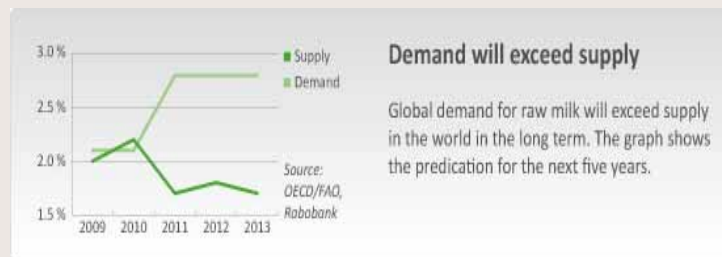 3.0 %
2.5 %
2.0 %
1.5 %
2009 2010 2011 2012 2013
Supply
Demand
Source:
OECD/FAO,
Rabobank
Demand will exceed supply
Global demand for raw milk will exceed supply
in the world in the long term. The graph shows
the predication for the next five years.